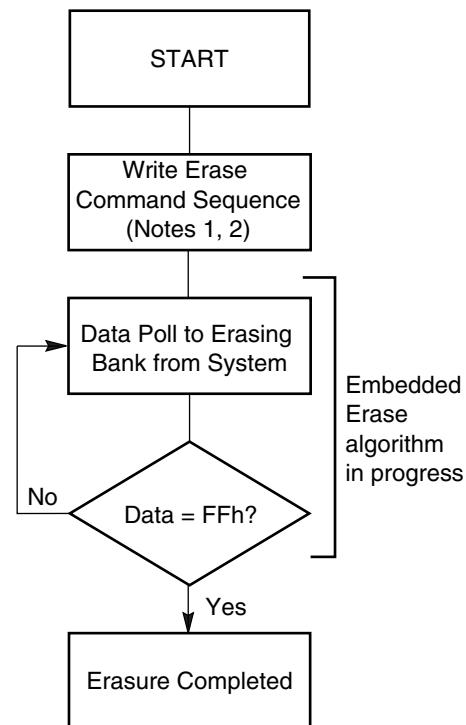 START
Write Erase
Command Sequence
(Notes 1, 2)
Data Poll to Erasing
Bank from System
Embedded
Erase
algorithm
in progress
No
Data = FFh?
Yes
Erasure Completed